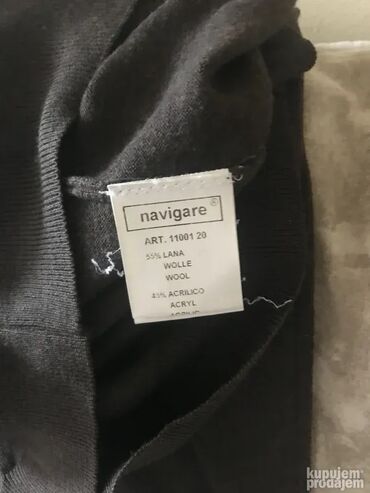 navigare®
ART. 11001 20
55% LANA
WOLLE
WOOL
45% ACRILICO
ACRYL
kupujem
prodajem